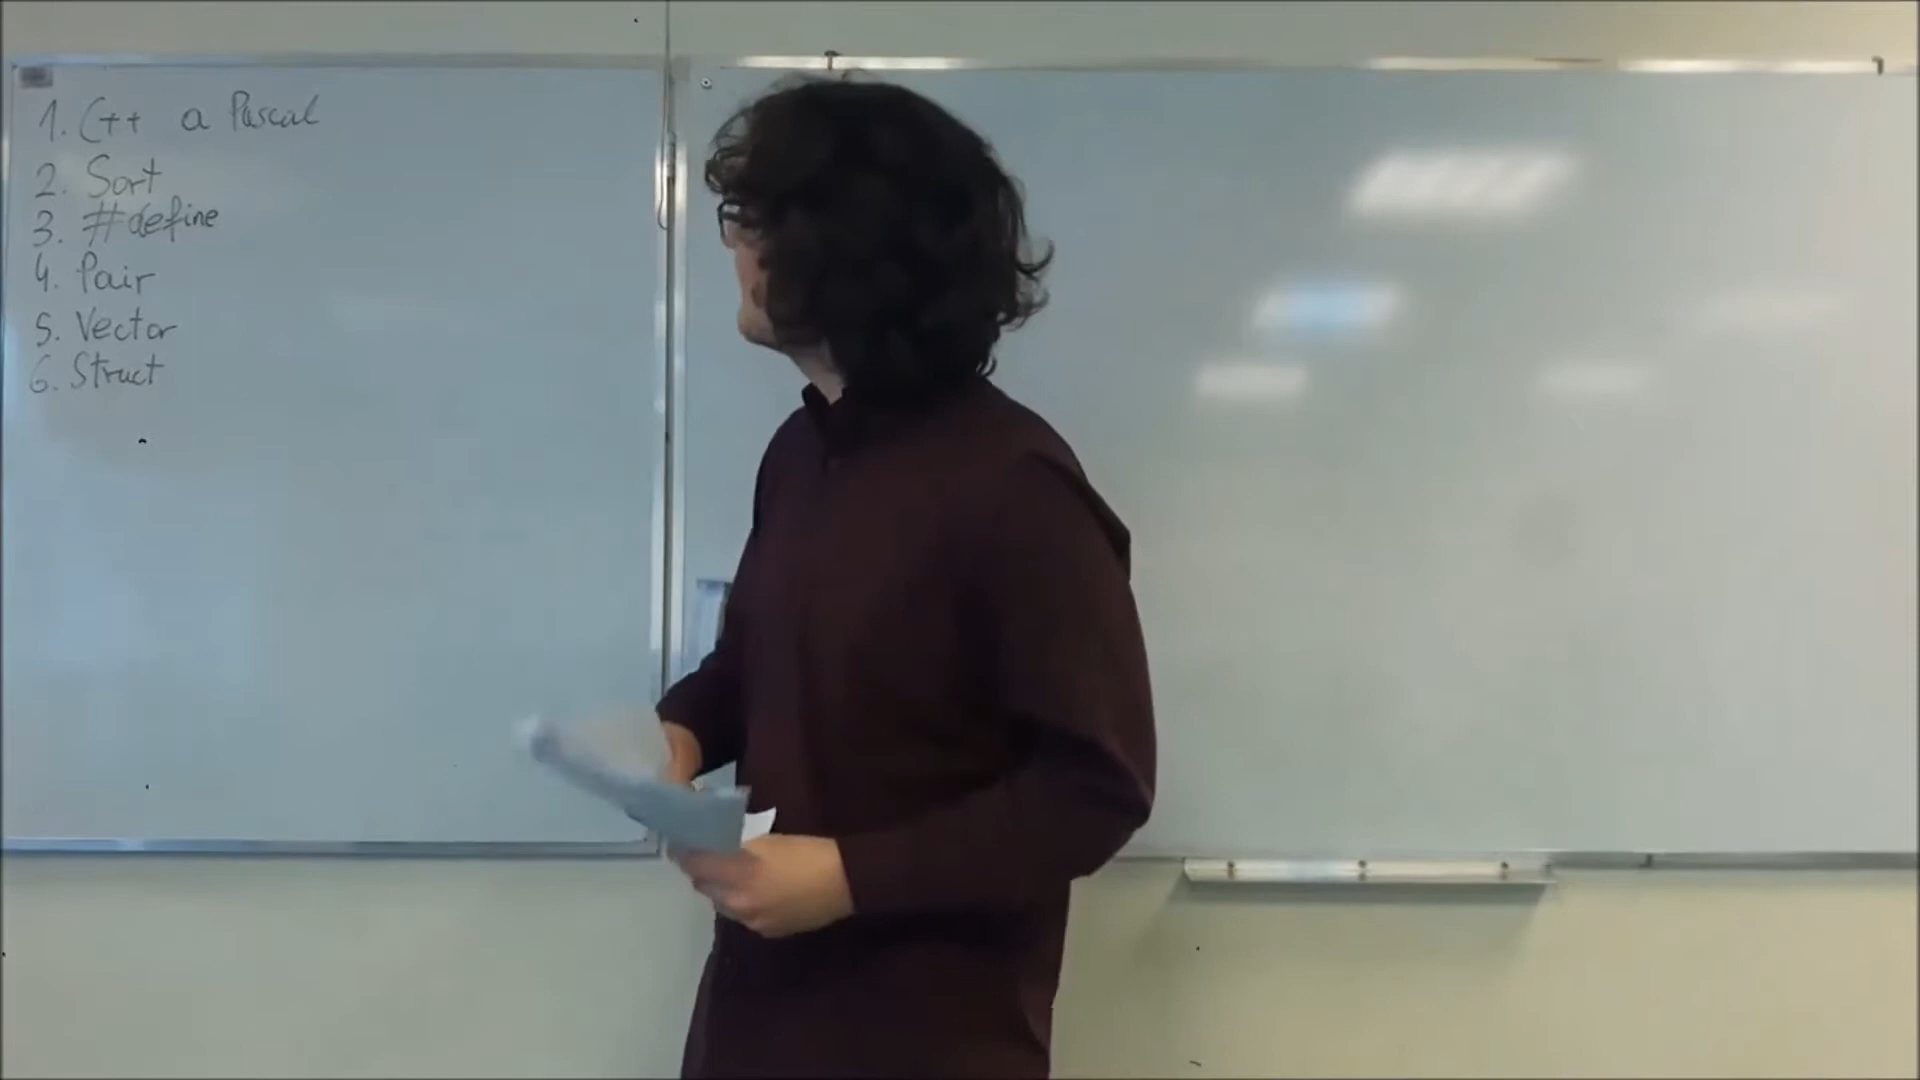 1. C++ a Pascal
2. Sort
3. #define
4. Pair
5. Vector
6. Struct